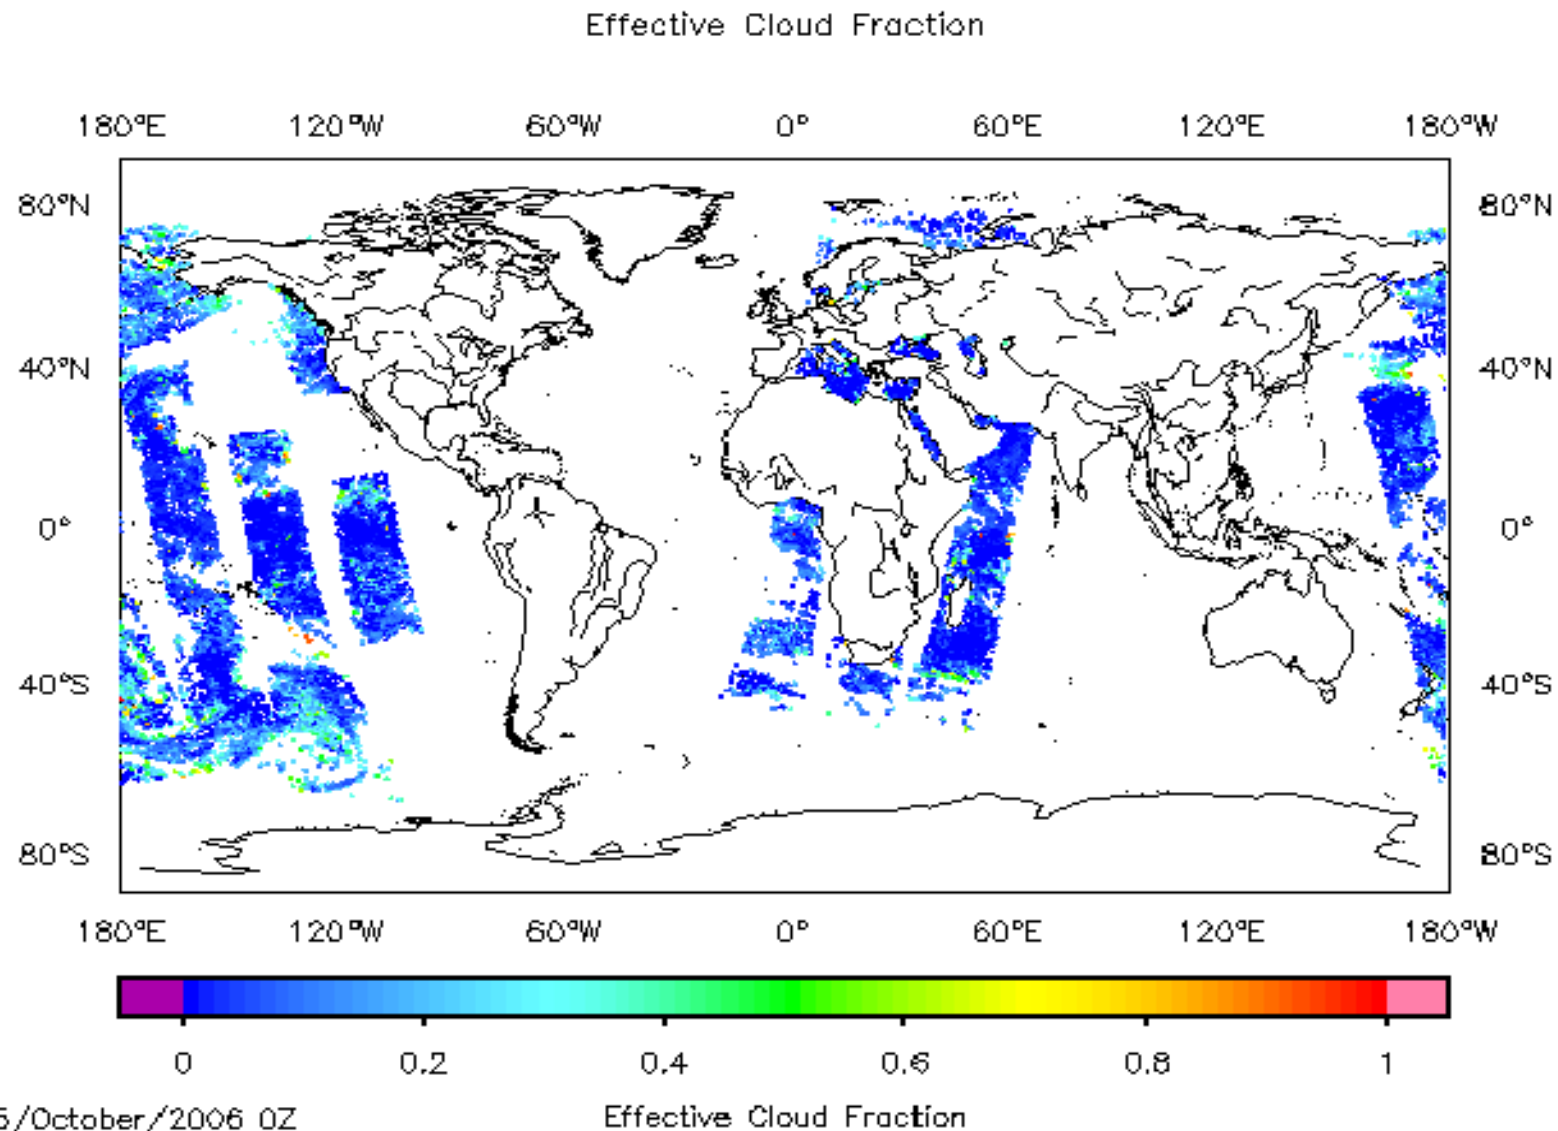 Effective Cloud Fraction
180°E 120°W 60°W 0° 60°E 120°E 180°W
80°N 80°N
40°N 40°N
0° 0°
40°S 40°S
80°S 80°S
180°E 120°W 60°W 0° 60°E 120°E 180°W
0 0.2 0.4 0.6 0.8 1
5/October/2006 0Z Effective Cloud Fraction